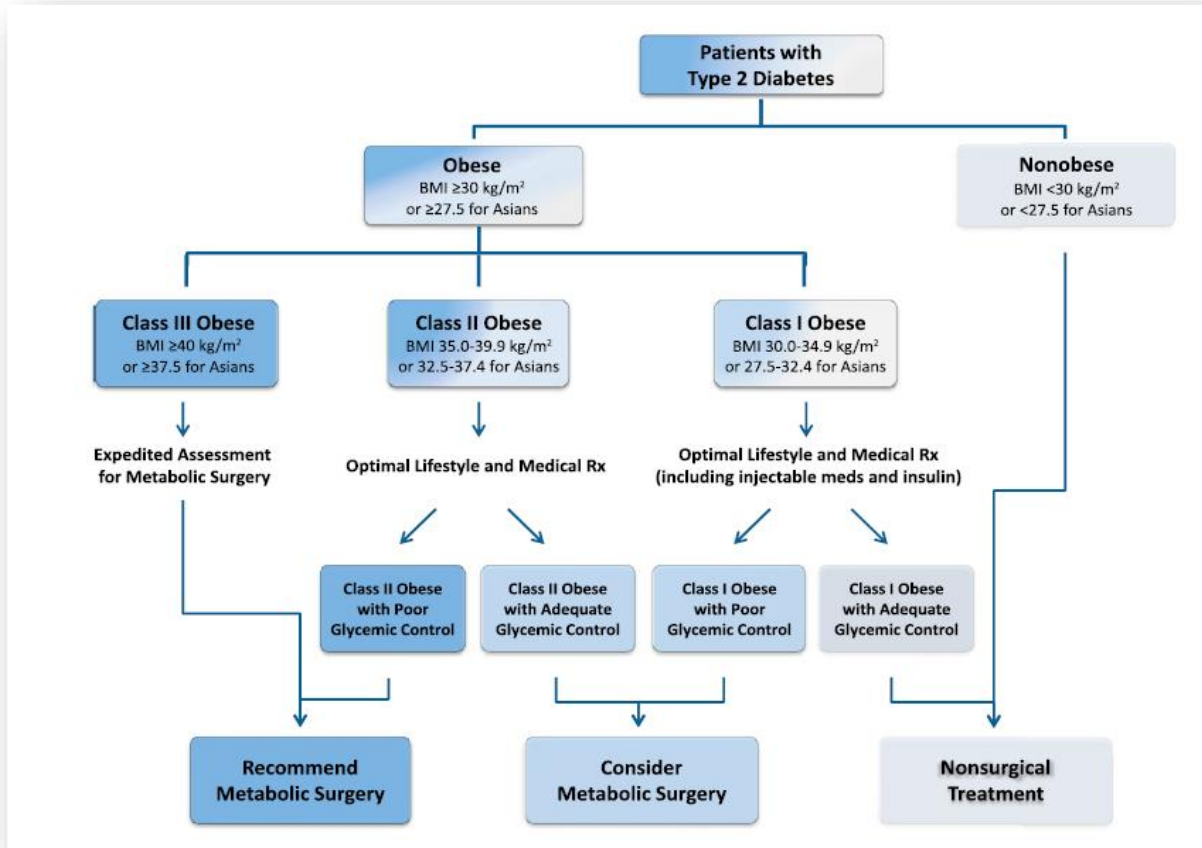 Patients with
Type 2 Diabetes
Obese
BMI ≥30 kg/m²
or ≥27.5 for Asians
Nonobese
BMI <30 kg/m²
or <27.5 for Asians
Class III Obese
BMI ≥40 kg/m²
or ≥37.5 for Asians
Class II Obese
BMI 35.0-39.9 kg/m²
or 32.5-37.4 for Asians
Class I Obese
BMI 30.0-34.9 kg/m²
or 27.5-32.4 for Asians
Expedited Assessment
for Metabolic Surgery
Optimal Lifestyle and Medical Rx
Optimal Lifestyle and Medical Rx
(including injectable meds and insulin)
Class II Obese
with Poor
Glycemic Control
Class II Obese
with Adequate
Glycemic Control
Class I Obese
with Poor
Glycemic Control
Class I Obese
with Adequate
Glycemic Control
Recommend
Metabolic Surgery
Consider
Metabolic Surgery
Nonsurgical
Treatment